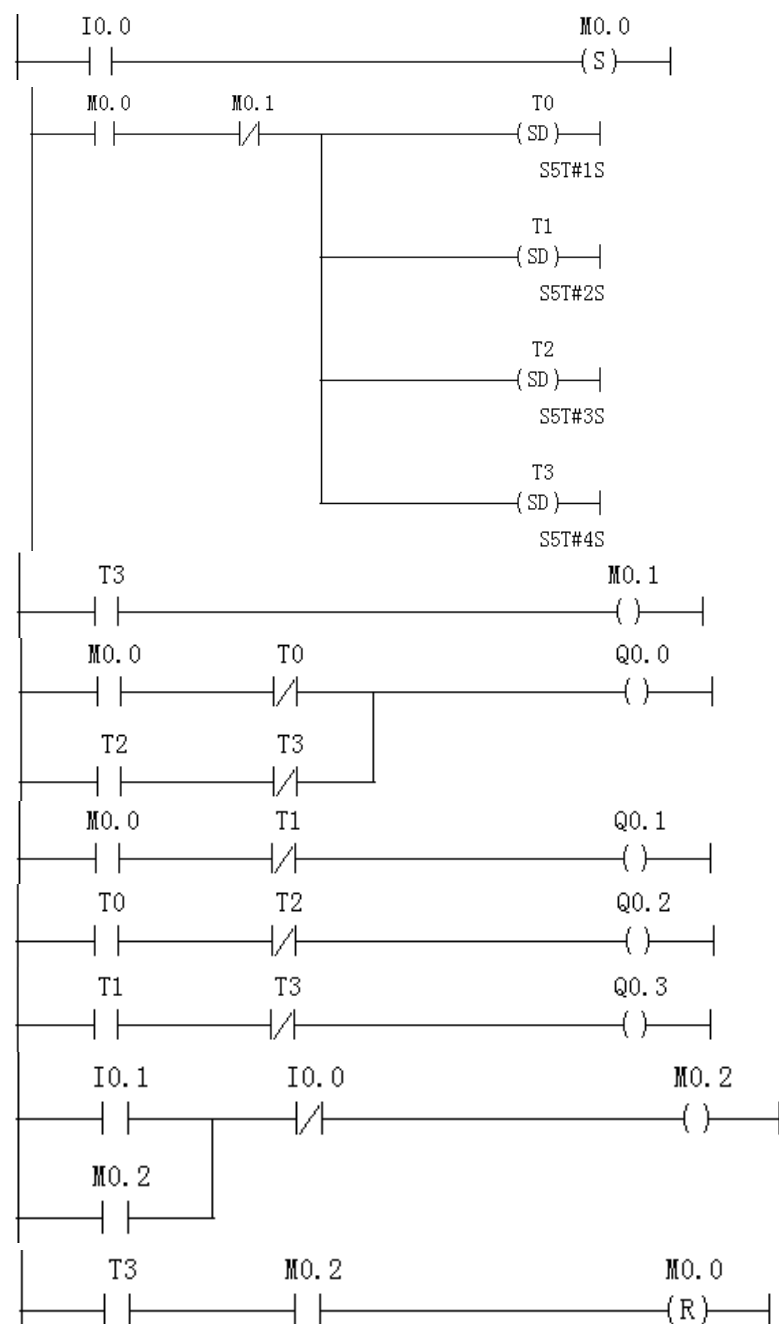 I0.0 M0.0
(S)
M0.0 M0.1 T0
(SD)
S5T#1S
T1
(SD)
S5T#2S
T2
(SD)
S5T#3S
T3
(SD)
S5T#4S
T3 M0.1
( )
M0.0 T0 Q0.0
( )
T2 T3
M0.0 T1 Q0.1
( )
T0 T2 Q0.2
( )
T1 T3 Q0.3
( )
I0.1 I0.0 M0.2
( )
M0.2
T3 M0.2 M0.0
(R)